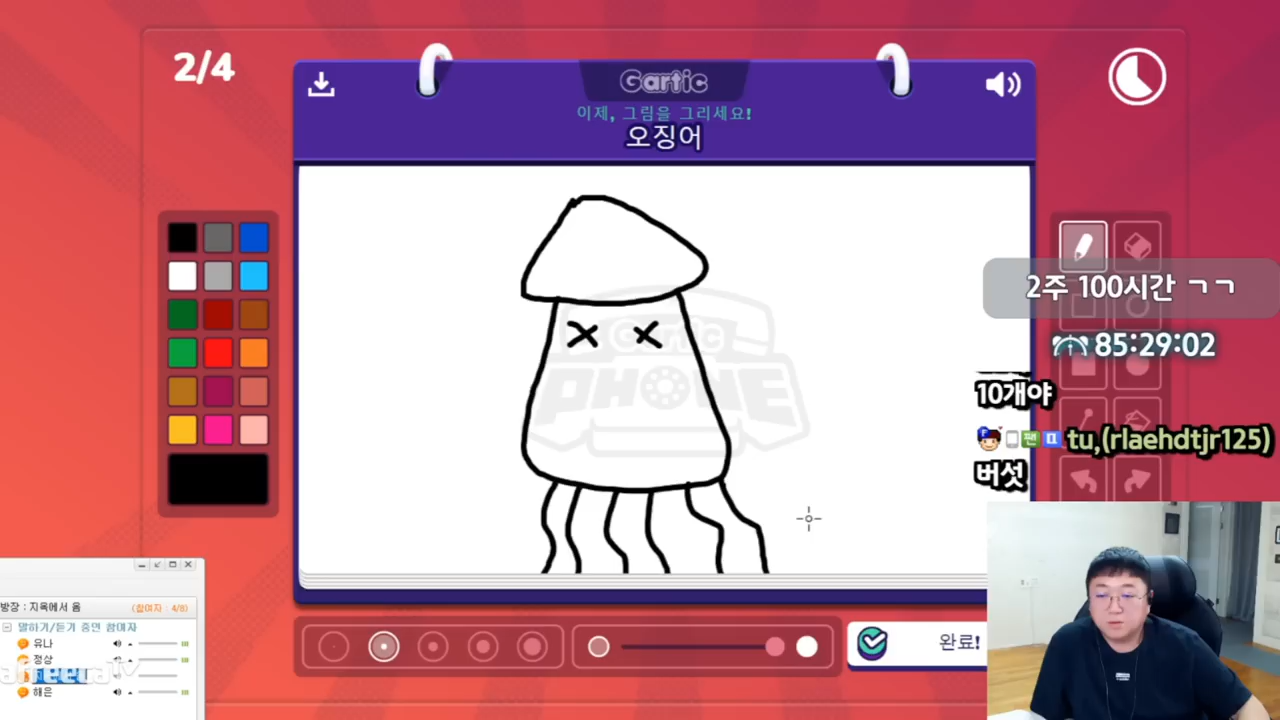 2/4
Gartic
이제, 그림을 그리세요!
오징어
Gartic
PHONE
2주 100시간 ㄱㄱ
85:29:02
10개야
tu,(rlaehdtjr125)
버섯
방장 : 지옥에서 옴
(참여자 : 4/8)
말하기/듣기 중인 참여자
유나
정상
afreecaTV
해은
완료!